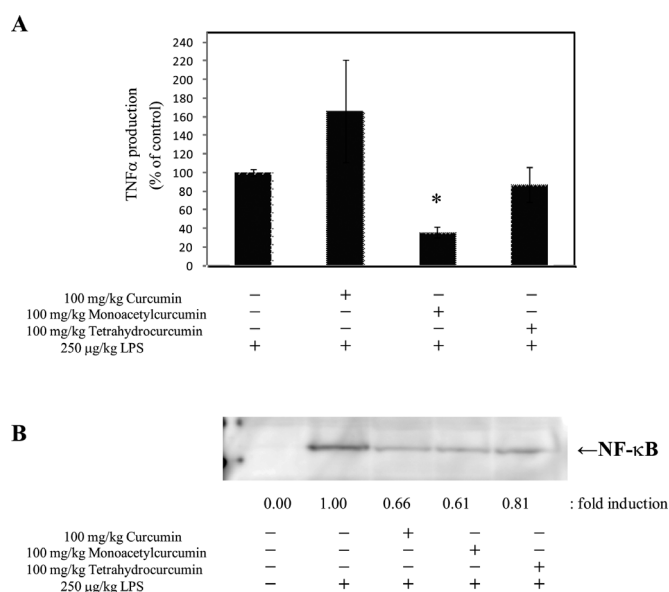 A
TNFα production
(% of control)
240
220
200
180
160
140
120
100
80
60
40
20
0
*
100 mg/kg Curcumin − + − −
100 mg/kg Monoacetylcurcumin − − + −
100 mg/kg Tetrahydrocurcumin − − − +
250 μg/kg LPS + + + +
B
←NF-κB
0.00 1.00 0.66 0.61 0.81 : fold induction
100 mg/kg Curcumin − − + − −
100 mg/kg Monoacetylcurcumin − − − + −
100 mg/kg Tetrahydrocurcumin − − − − +
250 μg/kg LPS − + + + +